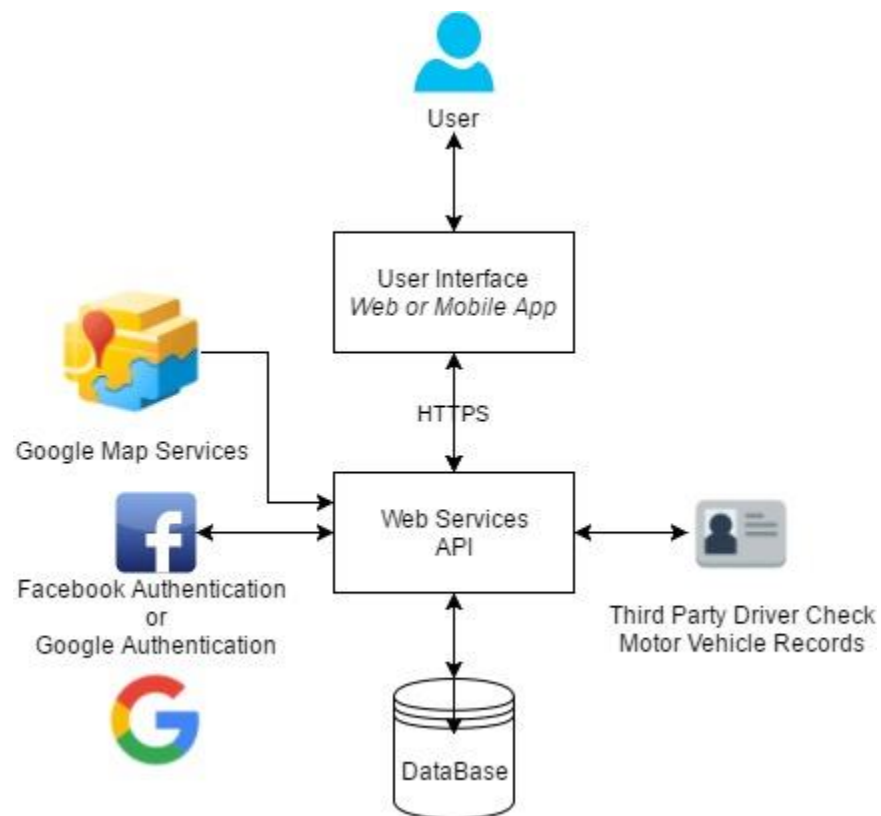 User
User Interface
Web or Mobile App
HTTPS
Google Map Services
Web Services
API
Facebook Authentication
or
Google Authentication
Third Party Driver Check
Motor Vehicle Records
DataBase